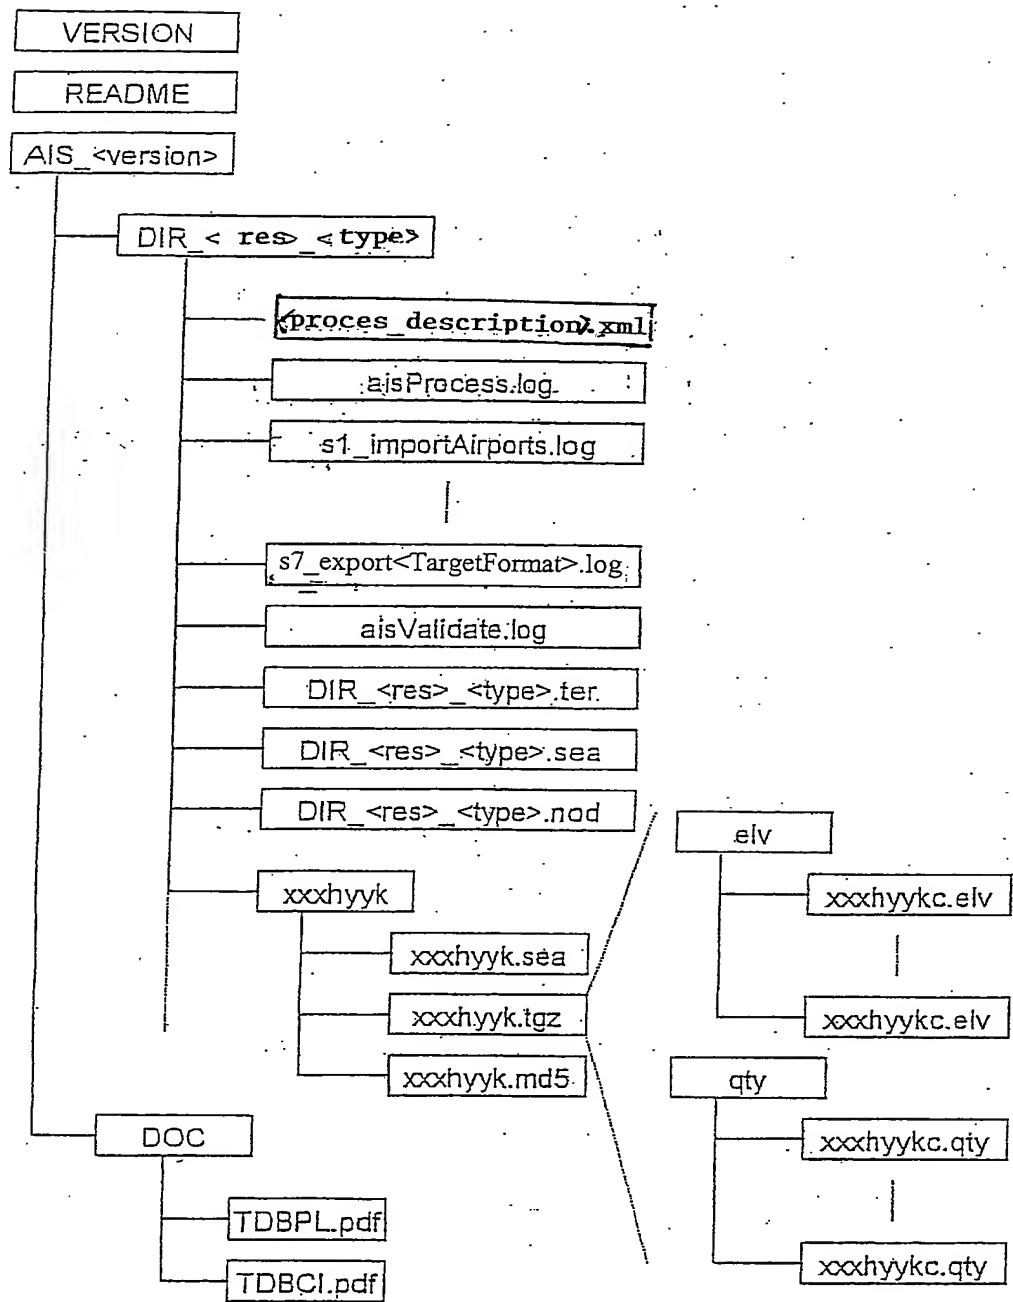 VERSION
README
AIS_<version>
DIR_< res>_<type>
<proces_description>.xml
aisProcess.log
s1_importAirports.log
s7_export<TargetFormat>.log
aisValidate.log
DIR_<res>_<type>.ter
DIR_<res>_<type>.sea
DIR_<res>_<type>.nod
elv
xxxhyyk
xxxhyykc.elv
xxxhyyk.sea
xxxhyyk.tgz
xxxhyykc.elv
xxxhyyk.md5
qty
DOC
xxxhyykc.qty
TDBPL.pdf
TDBCI.pdf
xxxhyykc.qty